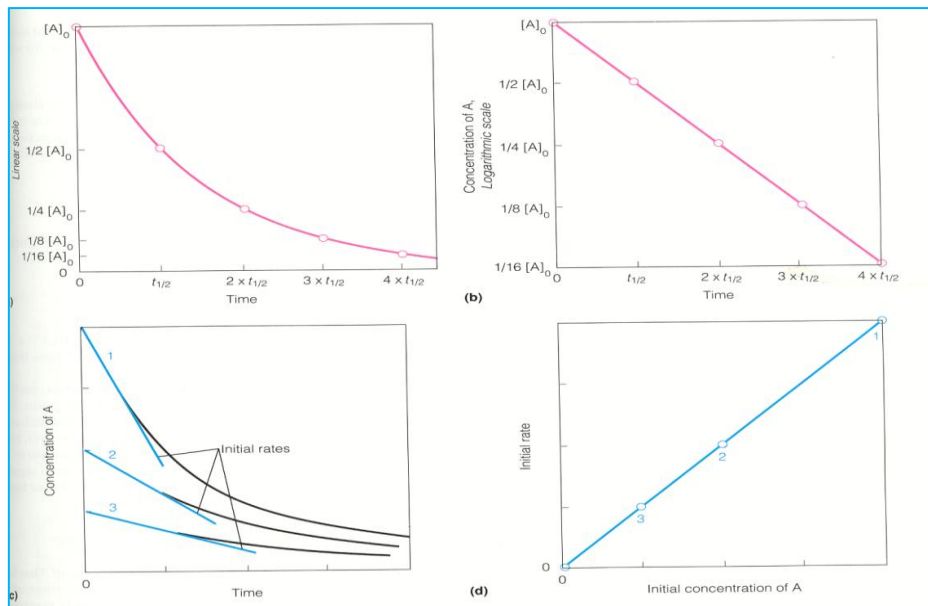 [A]₀
1/2 [A]₀
1/4 [A]₀
1/8 [A]₀
1/16 [A]₀
0
Linear scale
0
t₁/₂
2 × t₁/₂
3 × t₁/₂
4 × t₁/₂
Time
)
[A]₀
1/2 [A]₀
1/4 [A]₀
1/8 [A]₀
1/16 [A]₀
Concentration of A,
Logarithmic scale
0
t₁/₂
2 × t₁/₂
3 × t₁/₂
4 × t₁/₂
Time
(b)
1
2
3
Initial rates
Concentration of A
0
Time
c)
1
2
3
Initial rate
0
0
Initial concentration of A
(d)